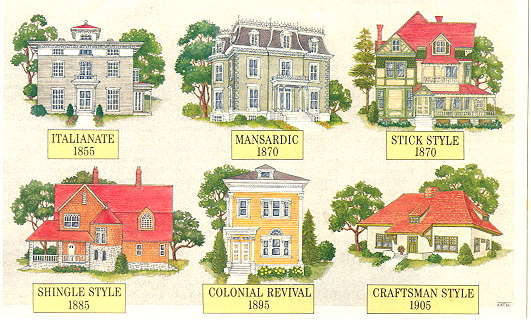 ITALIANATE
1855
MANSARDIC
1870
STICK STYLE
1870
SHINGLE STYLE
1885
COLONIAL REVIVAL
1895
CRAFTSMAN STYLE
1905